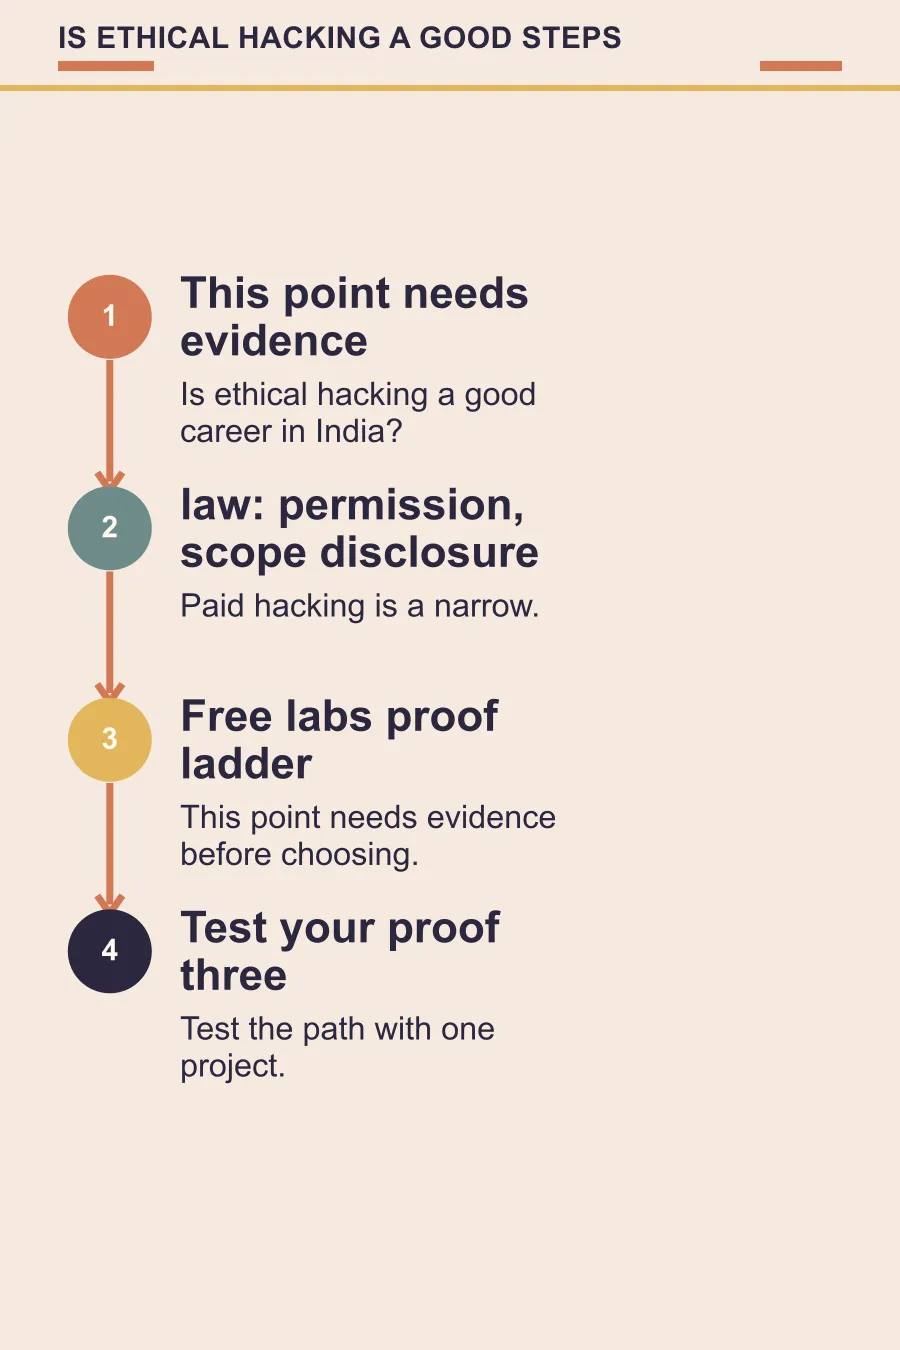 IS ETHICAL HACKING A GOOD STEPS
1
This point needs
evidence
Is ethical hacking a good
career in India?
2
law: permission,
scope disclosure
Paid hacking is a narrow.
3
Free labs proof
ladder
This point needs evidence
before choosing.
4
Test your proof
three
Test the path with one
project.